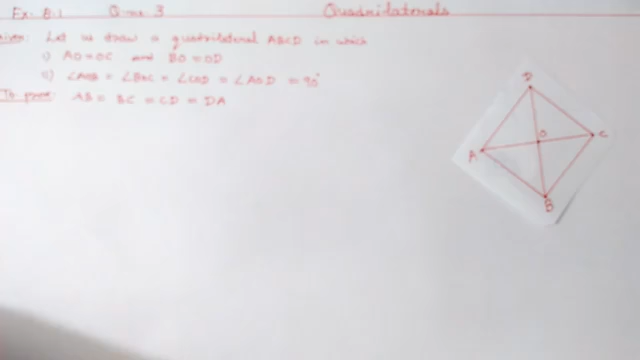 Ex. 8.1 Q. no. 3 Quadrilaterals
Given: Let us draw a quadrilateral ABCD in which
i) AO = OC and BO = OD
ii) ∠AOB = ∠BOC = ∠COD = ∠AOD = 90°
To prove: AB = BC = CD = DA
D
O
C
A
B